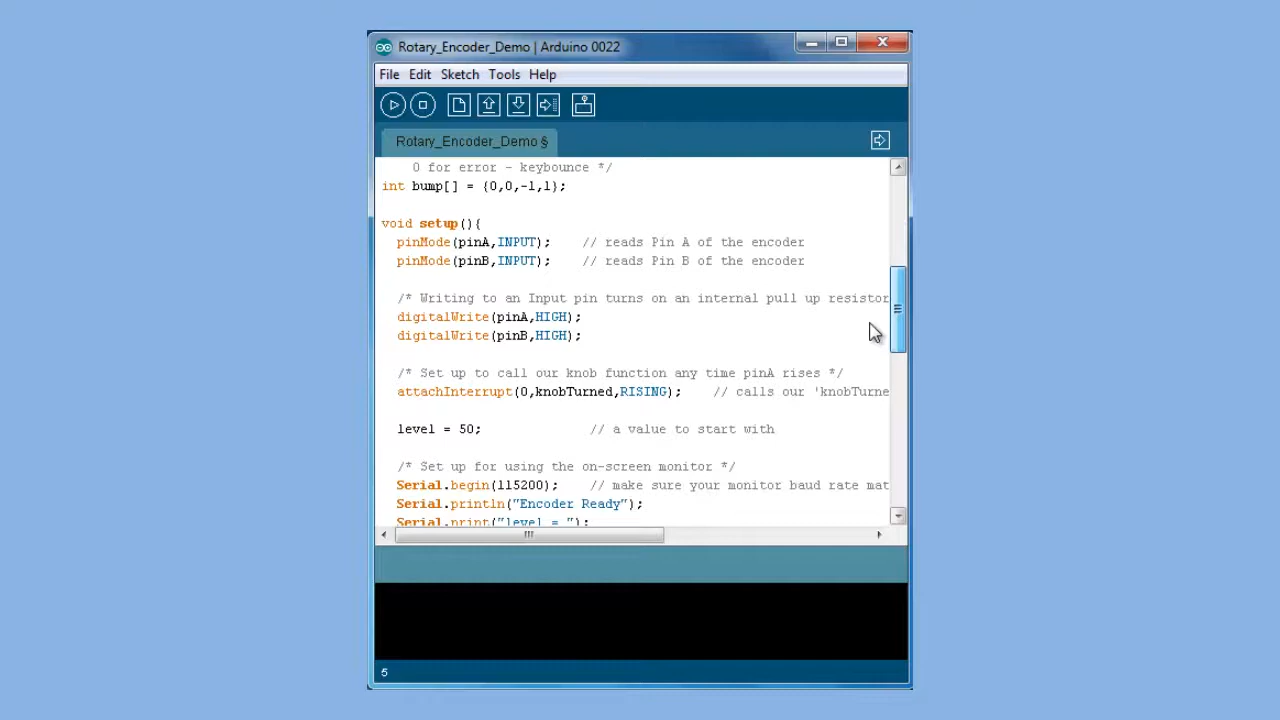 Rotary_Encoder_Demo | Arduino 0022
File Edit Sketch Tools Help
Rotary_Encoder_Demo §
0 for error - keybounce */
int bump[] = {0,0,-1,1};
void setup(){
pinMode(pinA,INPUT); // reads Pin A of the encoder
pinMode(pinB,INPUT); // reads Pin B of the encoder
/* Writing to an Input pin turns on an internal pull up resistor
digitalWrite(pinA,HIGH);
digitalWrite(pinB,HIGH);
/* Set up to call our knob function any time pinA rises */
attachInterrupt(0,knobTurned,RISING); // calls our 'knobTurne
level = 50; // a value to start with
/* Set up for using the on-screen monitor */
Serial.begin(115200); // make sure your monitor baud rate mat
Serial.println("Encoder Ready");
Serial.print("level = ");
5